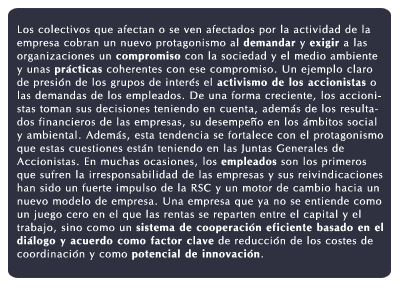 Los colectivos que afectan o se ven afectados por la actividad de la
empresa cobran un nuevo protagonismo al demandar y exigir a las
organizaciones un compromiso con la sociedad y el medio ambiente
y unas prácticas coherentes con ese compromiso. Un ejemplo claro
de presión de los grupos de interés el activismo de los accionistas o
las demandas de los empleados. De una forma creciente, los accioni-
stas toman sus decisiones teniendo en cuenta, además de los resulta-
dos financieros de las empresas, su desempeño en los ámbitos social
y ambiental. Además, esta tendencia se fortalece con el protagonismo
que estas cuestiones están teniendo en las Juntas Generales de
Accionistas. En muchas ocasiones, los empleados son los primeros
que sufren la irresponsabilidad de las empresas y sus reivindicaciones
han sido un fuerte impulso de la RSC y un motor de cambio hacia un
nuevo modelo de empresa. Una empresa que ya no se entiende como
un juego cero en el que las rentas se reparten entre el capital y el
trabajo, sino como un sistema de cooperación eficiente basado en el
diálogo y acuerdo como factor clave de reducción de los costes de
coordinación y como potencial de innovación.